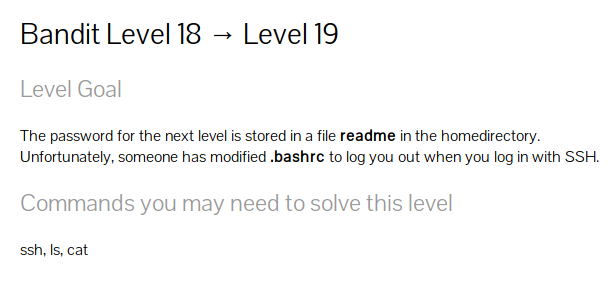 Bandit Level 18 → Level 19
Level Goal
The password for the next level is stored in a file readme in the homedirectory.
Unfortunately, someone has modified .bashrc to log you out when you log in with SSH.
Commands you may need to solve this level
ssh, ls, cat